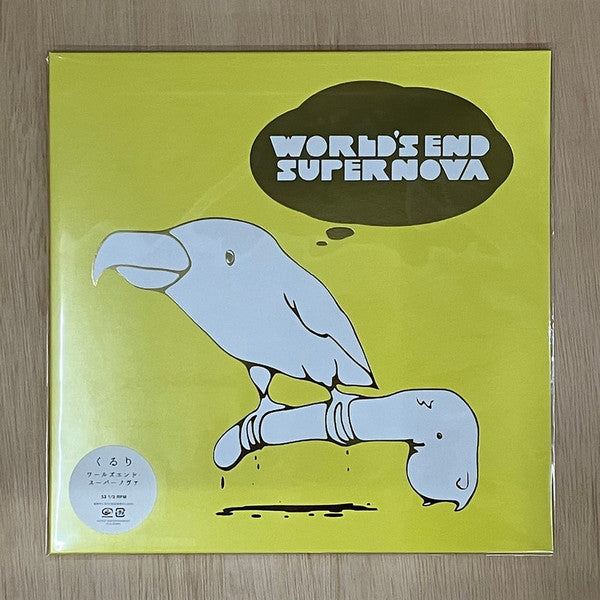 WORLD'S END
SUPERNOVA
くるり
ワールズエンド
スーパーノヴァ
33 1/3 RPM